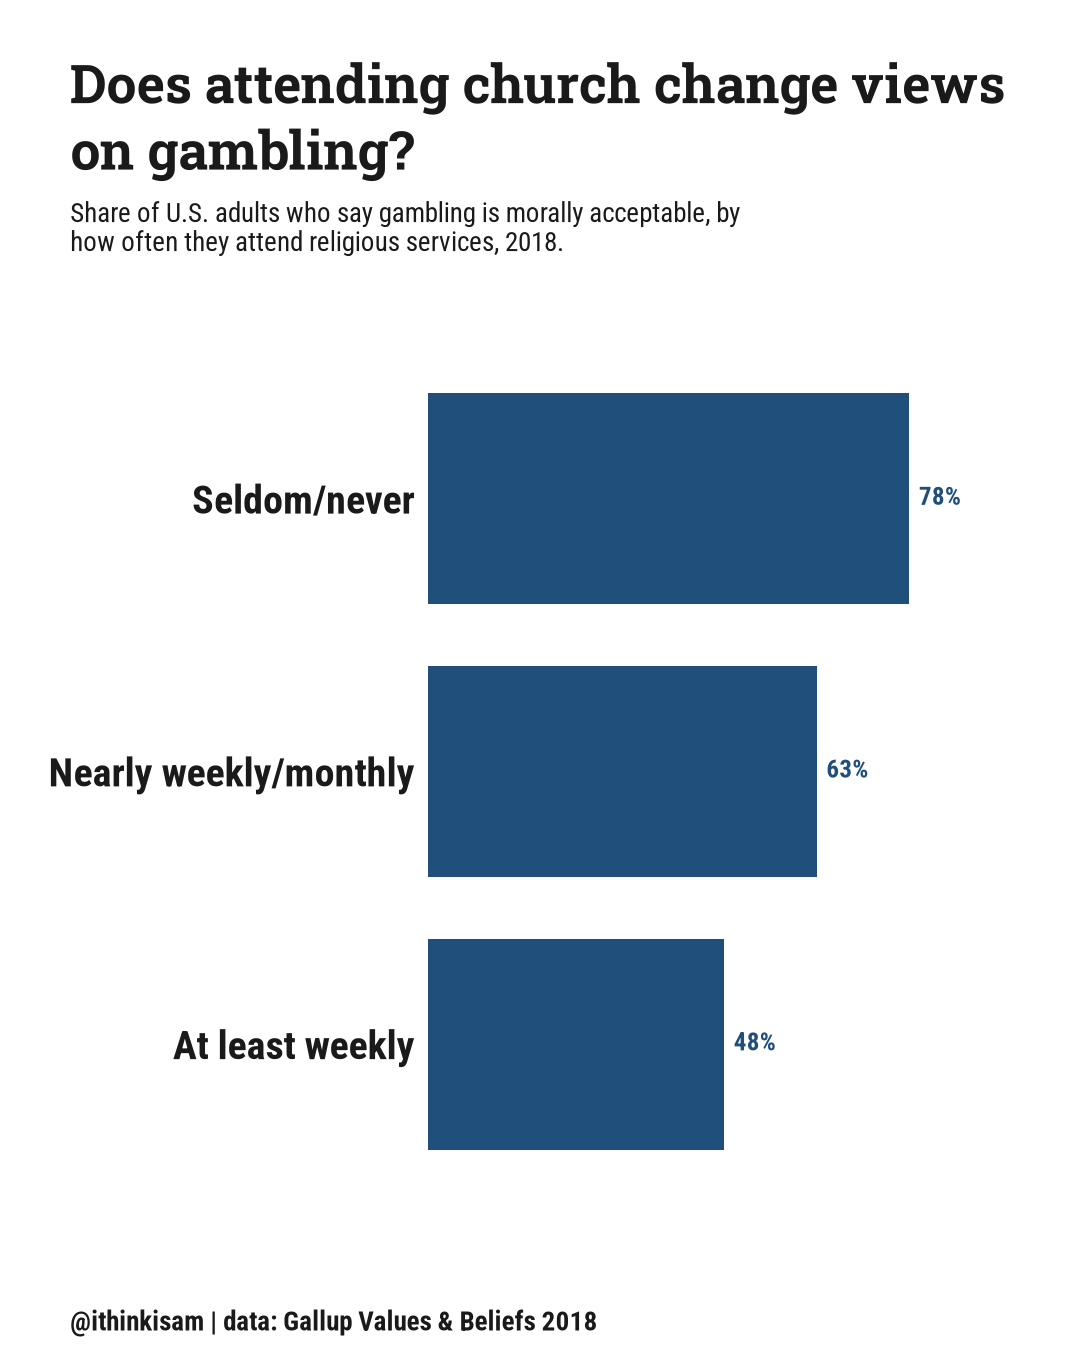 Does attending church change views
on gambling?
Share of U.S. adults who say gambling is morally acceptable, by
how often they attend religious services, 2018.
Seldom/never
78%
Nearly weekly/monthly
63%
At least weekly
48%
@ithinkisam | data: Gallup Values & Beliefs 2018